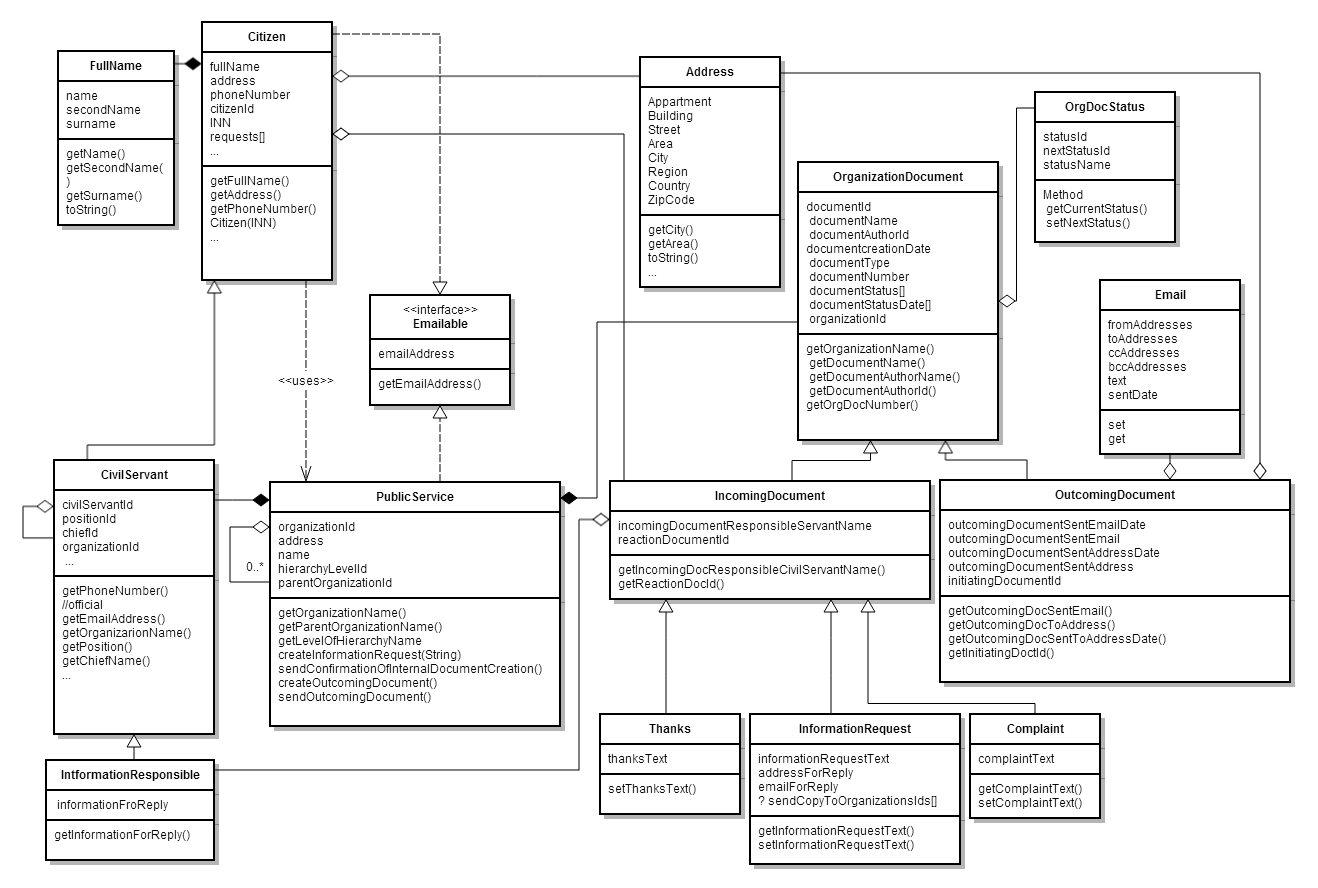 Citizen
fullName
address
phoneNumber
citizenId
INN
requests[]
...
getFullName()
getAddress()
getPhoneNumber()
Citizen(INN)
...
FullName
name
secondName
surname
getName()
getSecondName(
)
getSurname()
toString()
Address
Appartment
Building
Street
Area
City
Region
Country
ZipCode
getCity()
getArea()
toString()
...
OrgDocStatus
statusId
nextStatusId
statusName
Method
getCurrentStatus()
setNextStatus()
OrganizationDocument
documentId
documentName
documentAuthorId
documentcreationDate
documentType
documentNumber
documentStatus[]
documentStatusDate[]
organizationId
getOrganizationName()
getDocumentName()
getDocumentAuthorName()
getDocumentAuthorId()
getOrgDocNumber()
<<interface>>
Emailable
emailAddress
getEmailAddress()
Email
fromAddresses
toAddresses
ccAddresses
bccAddresses
text
sentDate
set
get
<<uses>>
CivilServant
civilServantId
positionId
chiefId
organizationId
...
getPhoneNumber()
//official
getEmailAddress()
getOrganizarionName()
getPosition()
getChiefName()
...
PublicService
organizationId
address
name
hierarchyLevelId
parentOrganizationId
0..*
getOrganizationName()
getParentOrganizationName()
getLevelOfHierarchyName
createInformationRequest(String)
sendConfirmationOfInternalDocumentCreation()
createOutcomingDocument()
sendOutcomingDocument()
IncomingDocument
incomingDocumentResponsibleServantName
reactionDocumentId
getIncomingDocResponsibleCivilServantName()
getReactionDocId()
OutcomingDocument
outcomingDocumentSentEmailDate
outcomingDocumentSentEmail
outcomingDocumentSentAddressDate
outcomingDocumentSentAddress
initiatingDocumentId
getOutcomingDocSentEmail()
getOutcomingDocToAddress()
getOutcomingDocSentToAddressDate()
getInitiatingDoctId()
IntformationResponsible
informationFroReply
getInformationForReply()
Thanks
thanksText
setThanksText()
InformationRequest
informationRequestText
addressForReply
emailForReply
? sendCopyToOrganizationsIds[]
getInformationRequestText()
setInformationRequestText()
Complaint
complaintText
getComplaintText()
setComplaintText()